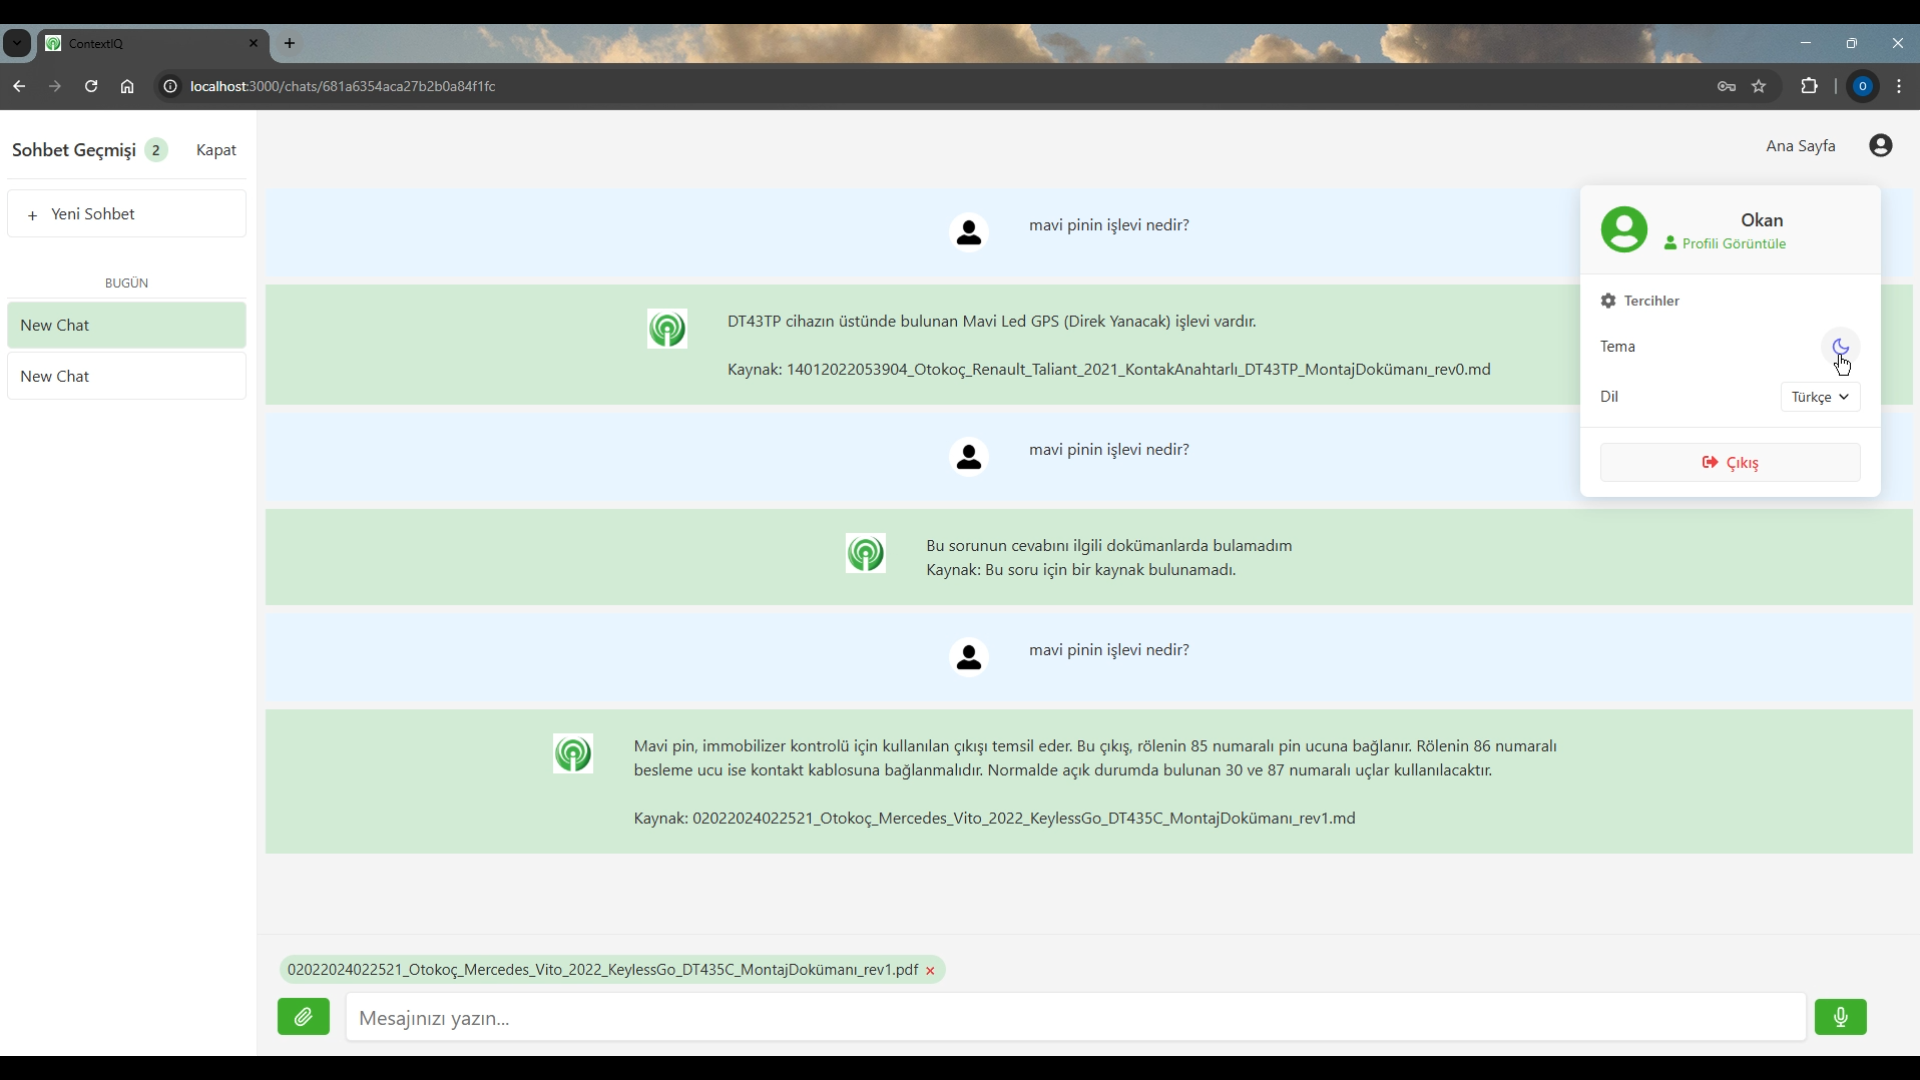 ContextIQ
localhost:3000/chats/681a6354aca27b2b0a84f1fc
O
Sohbet Geçmişi 2 Kapat
+ Yeni Sohbet
BUGÜN
New Chat
New Chat
Ana Sayfa
mavi pinin işlevi nedir?
DT43TP cihazın üstünde bulunan Mavi Led GPS (Direk Yanacak) işlevi vardır.
Kaynak: 14012022053904_Otokoç_Renault_Taliant_2021_KontakAnahtarlı_DT43TP_MontajDokümanı_rev0.md
mavi pinin işlevi nedir?
Bu sorunun cevabını ilgili dokümanlarda bulamadım
Kaynak: Bu soru için bir kaynak bulunamadı.
mavi pinin işlevi nedir?
Mavi pin, immobilizer kontrolü için kullanılan çıkışı temsil eder. Bu çıkış, rölenin 85 numaralı pin ucuna bağlanır. Rölenin 86 numaralı
besleme ucu ise kontakt kablosuna bağlanmalıdır. Normalde açık durumda bulunan 30 ve 87 numaralı uçlar kullanılacaktır.
Kaynak: 02022024022521_Otokoç_Mercedes_Vito_2022_KeylessGo_DT435C_MontajDokümanı_rev1.md
Okan
Profili Görüntüle
Tercihler
Tema
Dil Türkçe
Çıkış
02022024022521_Otokoç_Mercedes_Vito_2022_KeylessGo_DT435C_MontajDokümanı_rev1.pdf
Mesajınızı yazın...